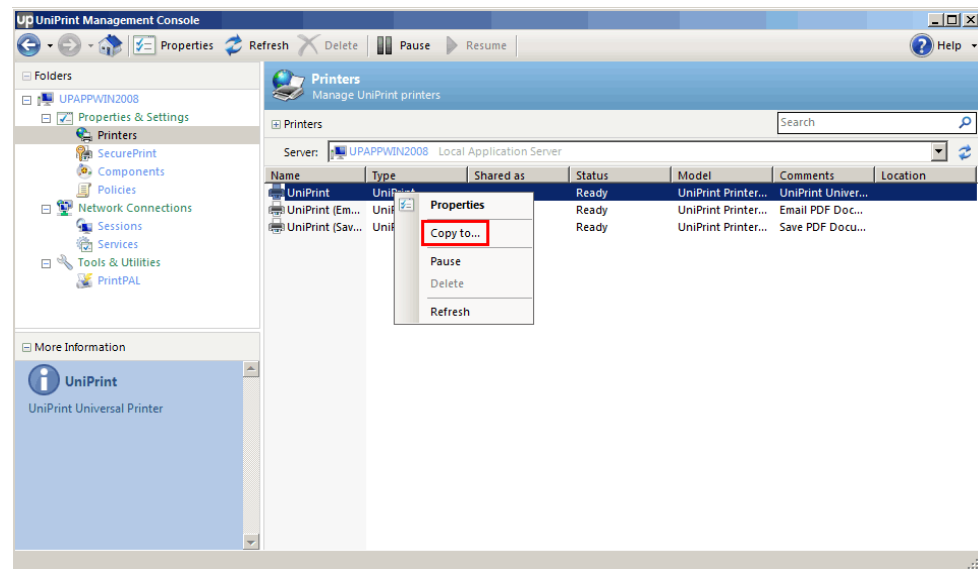 UP UniPrint Management Console
Properties Refresh Delete Pause Resume Help
Folders
UPAPPWIN2008
Properties & Settings
Printers
SecurePrint
Components
Policies
Network Connections
Sessions
Services
Tools & Utilities
PrintPAL
More Information
UniPrint
UniPrint Universal Printer
Printers
Manage UniPrint printers
Printers Search
Server: UPAPPWIN2008 Local Application Server
Name Type Shared as Status Model Comments Location
UniPrint UniPrint Ready UniPrint Printer... UniPrint Univer...
UniPrint (Em... Ready UniPrint Printer... Email PDF Doc...
UniPrint (Sav... Ready UniPrint Printer... Save PDF Docu...
Properties
Copy to...
Pause
Delete
Refresh